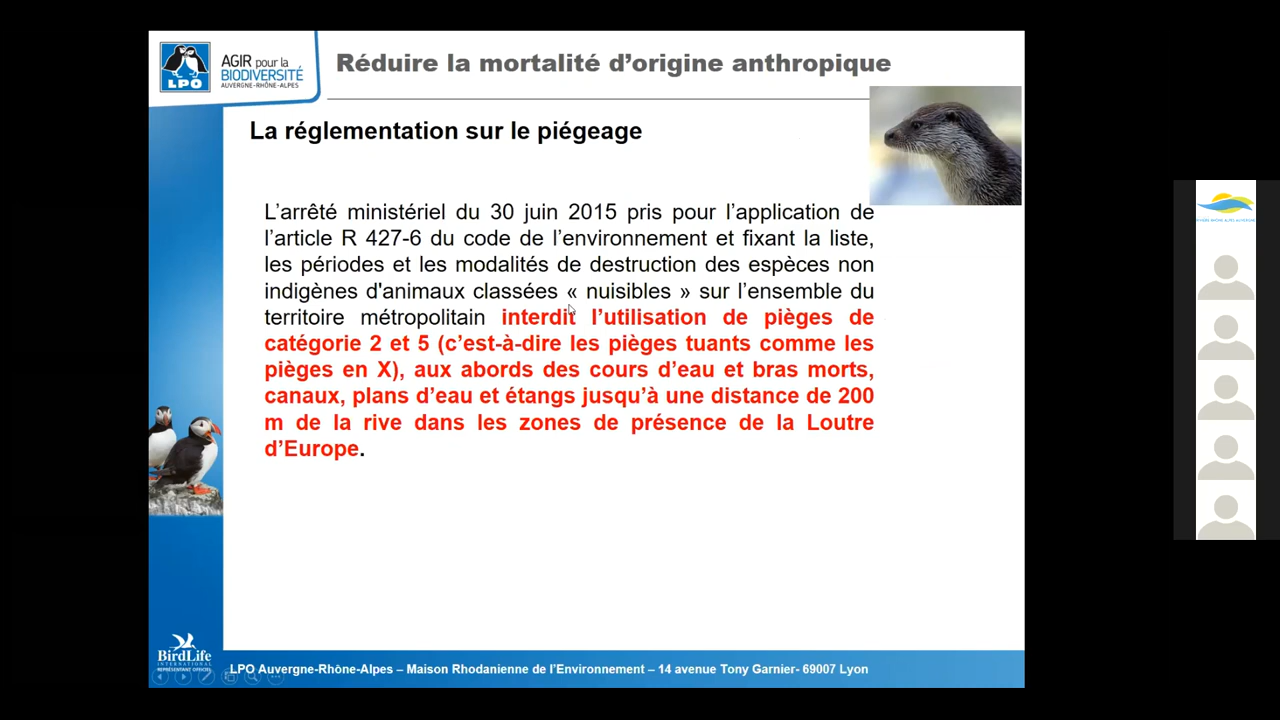 LPO
AGIR pour la
BIODIVERSITÉ
AUVERGNE-RHÔNE-ALPES
Réduire la mortalité d’origine anthropique
La réglementation sur le piégeage
L’arrêté ministériel du 30 juin 2015 pris pour l’application de
l’article R 427-6 du code de l’environnement et fixant la liste,
les périodes et les modalités de destruction des espèces non
indigènes d'animaux classées « nuisibles » sur l’ensemble du
territoire métropolitain interdit l’utilisation de pièges de
catégorie 2 et 5 (c’est-à-dire les pièges tuants comme les
pièges en X), aux abords des cours d’eau et bras morts,
canaux, plans d’eau et étangs jusqu’à une distance de 200
m de la rive dans les zones de présence de la Loutre
d’Europe.
BirdLife
INTERNATIONAL
REPRÉSENTANT OFFICIEL
LPO Auvergne-Rhône-Alpes – Maison Rhodanienne de l’Environnement – 14 avenue Tony Garnier- 69007 Lyon